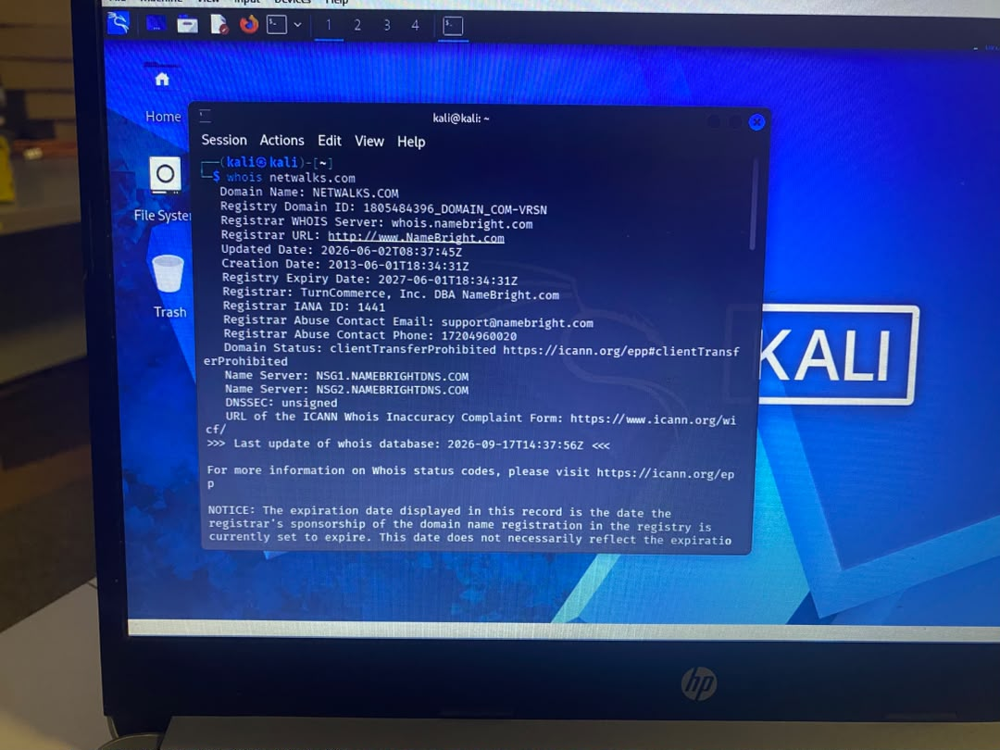 Machine View Input Devices Help
1 2 3 4
Home
File Syste
Trash
kali@kali: ~
Session Actions Edit View Help
┌──(kali㉿kali)-[~]
└─$ whois netwalks.com
Domain Name: NETWALKS.COM
Registry Domain ID: 1805484396_DOMAIN_COM-VRSN
Registrar WHOIS Server: whois.namebright.com
Registrar URL: http://www.NameBright.com
Updated Date: 2026-06-02T08:37:45Z
Creation Date: 2013-06-01T18:34:31Z
Registry Expiry Date: 2027-06-01T18:34:31Z
Registrar: TurnCommerce, Inc. DBA NameBright.com
Registrar IANA ID: 1441
Registrar Abuse Contact Email: support@namebright.com
Registrar Abuse Contact Phone: 17204960020
Domain Status: clientTransferProhibited https://icann.org/epp#clientTransf
erProhibited
Name Server: NSG1.NAMEBRIGHTDNS.COM
Name Server: NSG2.NAMEBRIGHTDNS.COM
DNSSEC: unsigned
URL of the ICANN Whois Inaccuracy Complaint Form: https://www.icann.org/wi
cf/
>>> Last update of whois database: 2026-09-17T14:37:56Z <<<
For more information on Whois status codes, please visit https://icann.org/ep
p
NOTICE: The expiration date displayed in this record is the date the
registrar's sponsorship of the domain name registration in the registry is
currently set to expire. This date does not necessarily reflect the expiratio
KALI
hp